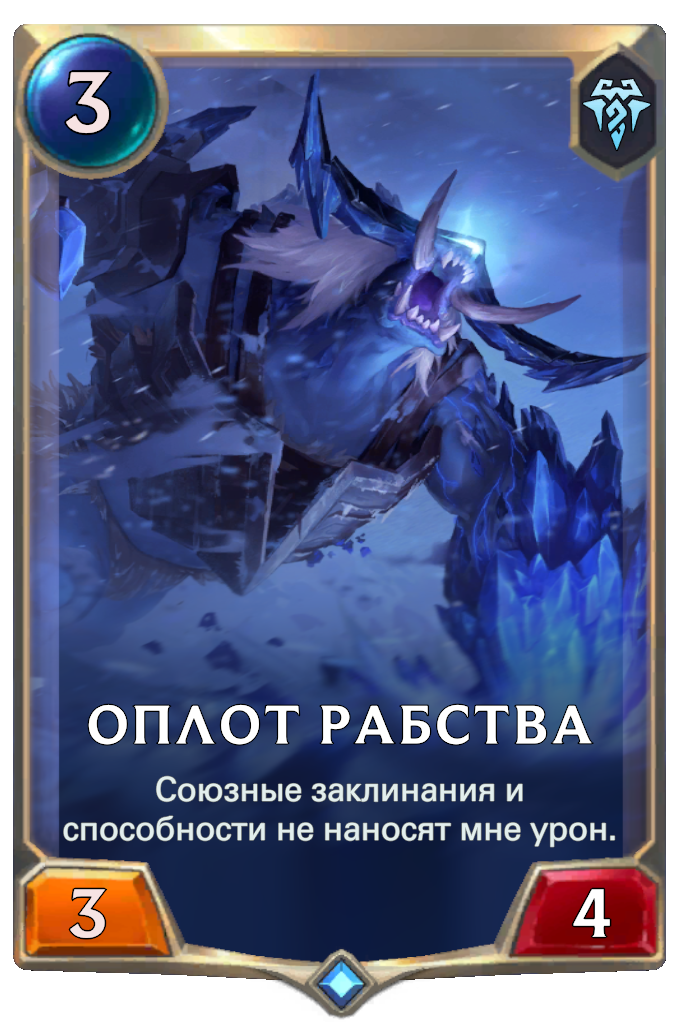 3
ОПЛОТ РАБСТВА
Союзные заклинания и
способности не наносят мне урон.
3
4